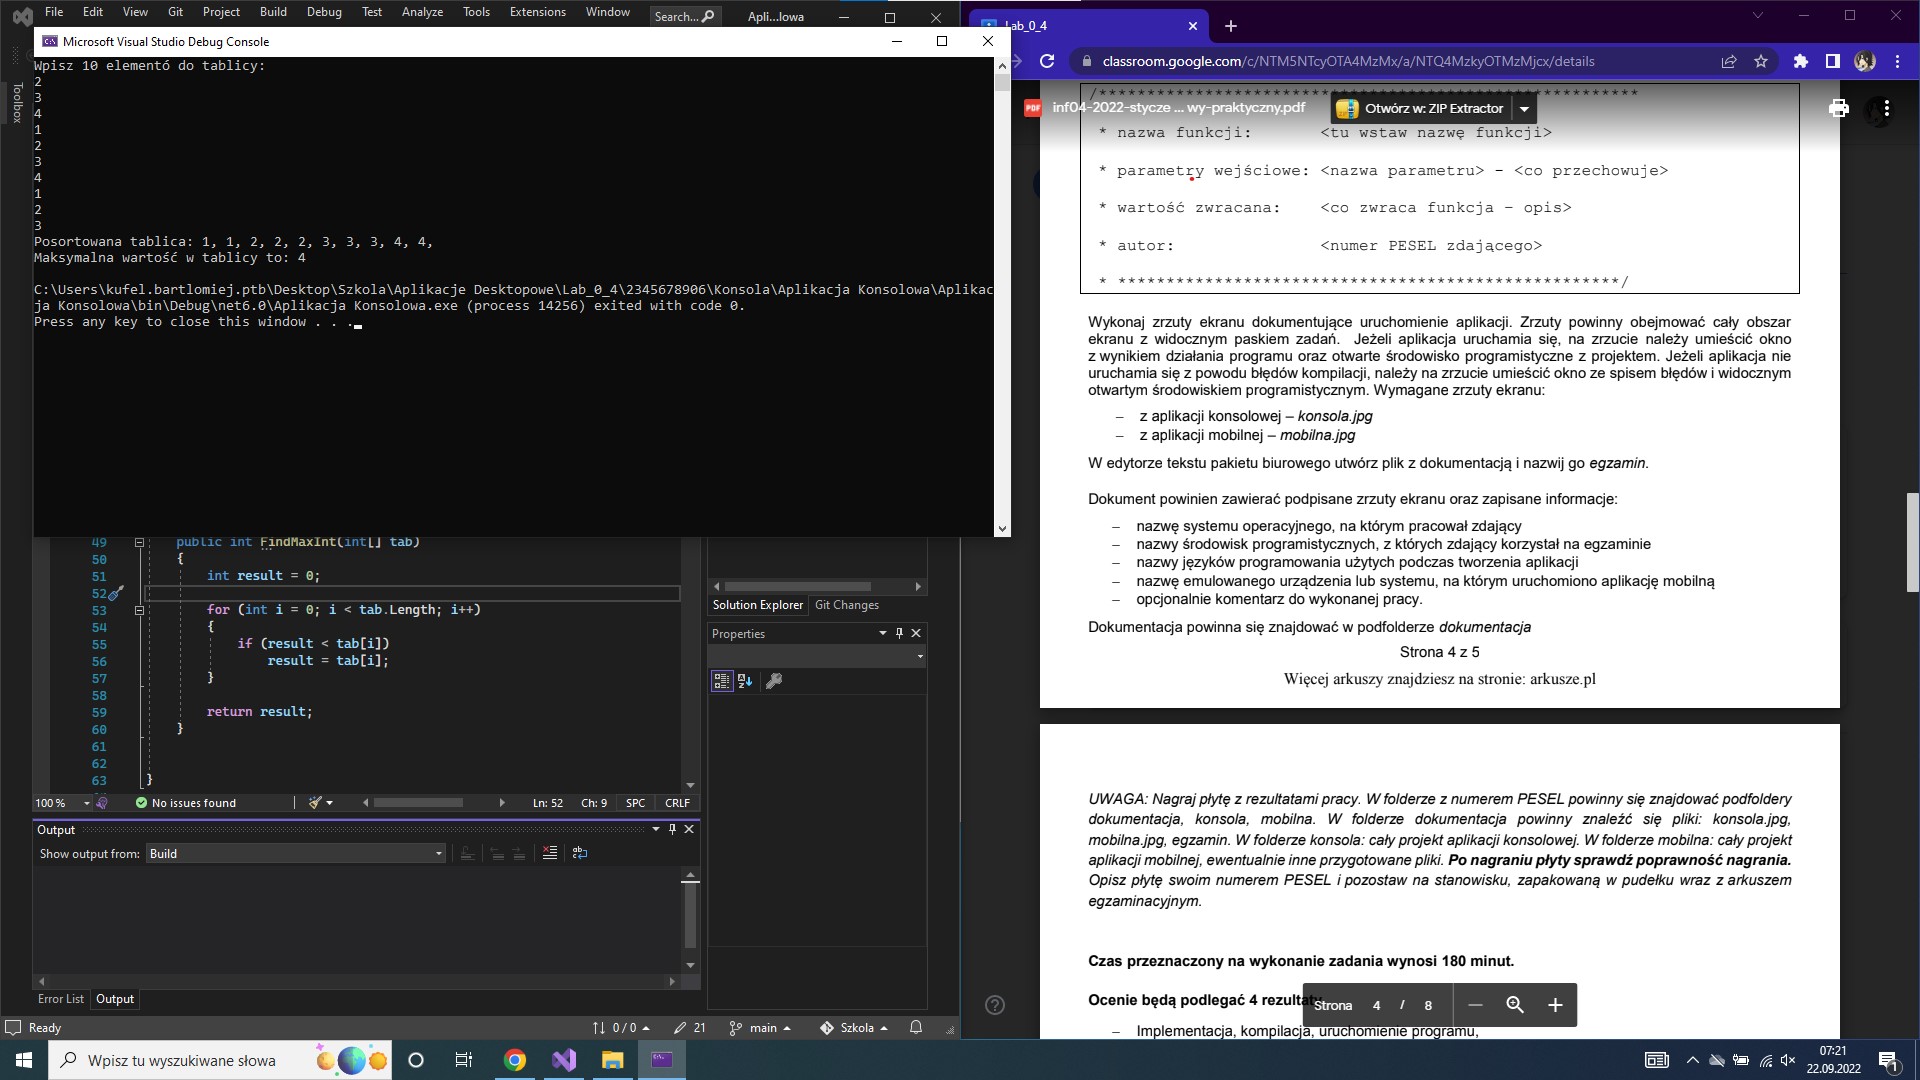 File Edit View Git Project Build Debug Test Analyze Tools Extensions Window Search... Apli...lowa
Microsoft Visual Studio Debug Console
Toolbox
Wpisz 10 elementó do tablicy:
2
3
4
1
2
3
4
1
2
3
Posortowana tablica: 1, 1, 2, 2, 2, 3, 3, 3, 4, 4,
Maksymalna wartość w tablicy to: 4
C:\Users\kufel.bartlomiej.ptb\Desktop\Szkola\Aplikacje Desktopowe\Lab_0_4\2345678906\Konsola\Aplikacja Konsolowa\Aplikac
ja Konsolowa\bin\Debug\net6.0\Aplikacja Konsolowa.exe (process 14256) exited with code 0.
Press any key to close this window . . .
49 public int FindMaxInt(int[] tab)
50 {
51 int result = 0;
52
53 for (int i = 0; i < tab.Length; i++)
54 {
55 if (result < tab[i])
56 result = tab[i];
57 }
58
59 return result;
60 }
61
62
63 }
100 % No issues found Ln: 52 Ch: 9 SPC CRLF
Solution Explorer Git Changes
Properties
Output
Show output from: Build
Error List Output
Ready 0 / 0 21 main Szkola
Lab_0_4
classroom.google.com/c/NTM5NTcyOTA4MzMx/a/NTQ4MzkyOTMzMjcx/details
PDF inf04-2022-stycze ... wy-praktyczny.pdf Otwórz w: ZIP Extractor
/********************************************************
* nazwa funkcji: <tu wstaw nazwę funkcji>
* parametry wejściowe: <nazwa parametru> - <co przechowuje>
* wartość zwracana: <co zwraca funkcja – opis>
* autor: <numer PESEL zdającego>
* ****************************************************/
Wykonaj zrzuty ekranu dokumentujące uruchomienie aplikacji. Zrzuty powinny obejmować cały obszar
ekranu z widocznym paskiem zadań. Jeżeli aplikacja uruchamia się, na zrzucie należy umieścić okno
z wynikiem działania programu oraz otwarte środowisko programistyczne z projektem. Jeżeli aplikacja nie
uruchamia się z powodu błędów kompilacji, należy na zrzucie umieścić okno ze spisem błędów i widocznym
otwartym środowiskiem programistycznym. Wymagane zrzuty ekranu:
– z aplikacji konsolowej – konsola.jpg
– z aplikacji mobilnej – mobilna.jpg
W edytorze tekstu pakietu biurowego utwórz plik z dokumentacją i nazwij go egzamin.
Dokument powinien zawierać podpisane zrzuty ekranu oraz zapisane informacje:
– nazwę systemu operacyjnego, na którym pracował zdający
– nazwy środowisk programistycznych, z których zdający korzystał na egzaminie
– nazwy języków programowania użytych podczas tworzenia aplikacji
– nazwę emulowanego urządzenia lub systemu, na którym uruchomiono aplikację mobilną
– opcjonalnie komentarz do wykonanej pracy.
Dokumentacja powinna się znajdować w podfolderze dokumentacja
Strona 4 z 5
Więcej arkuszy znajdziesz na stronie: arkusze.pl
UWAGA: Nagraj płytę z rezultatami pracy. W folderze z numerem PESEL powinny się znajdować podfoldery
dokumentacja, konsola, mobilna. W folderze dokumentacja powinny znaleźć się pliki: konsola.jpg,
mobilna.jpg, egzamin. W folderze konsola: cały projekt aplikacji konsolowej. W folderze mobilna: cały projekt
aplikacji mobilnej, ewentualnie inne przygotowane pliki. Po nagraniu płyty sprawdź poprawność nagrania.
Opisz płytę swoim numerem PESEL i pozostaw na stanowisku, zapakowaną w pudełku wraz z arkuszem
egzaminacyjnym.
Czas przeznaczony na wykonanie zadania wynosi 180 minut.
Ocenie będą podlegać 4 rezultaty
Strona 4 / 8
– Implementacja, kompilacja, uruchomienie programu,
Wpisz tu wyszukiwane słowa
07:21
22.09.2022
1